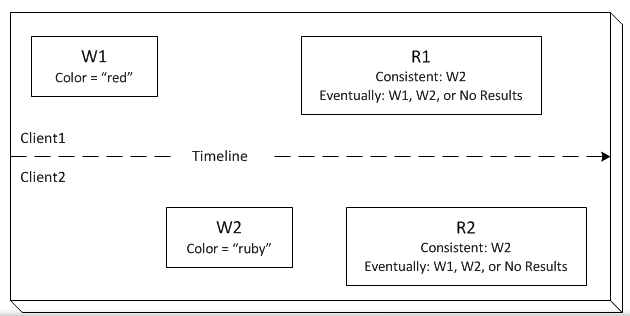 W1
Color = “red”
R1
Consistent: W2
Eventually: W1, W2, or No Results
Client1
Timeline
Client2
W2
Color = “ruby”
R2
Consistent: W2
Eventually: W1, W2, or No Results